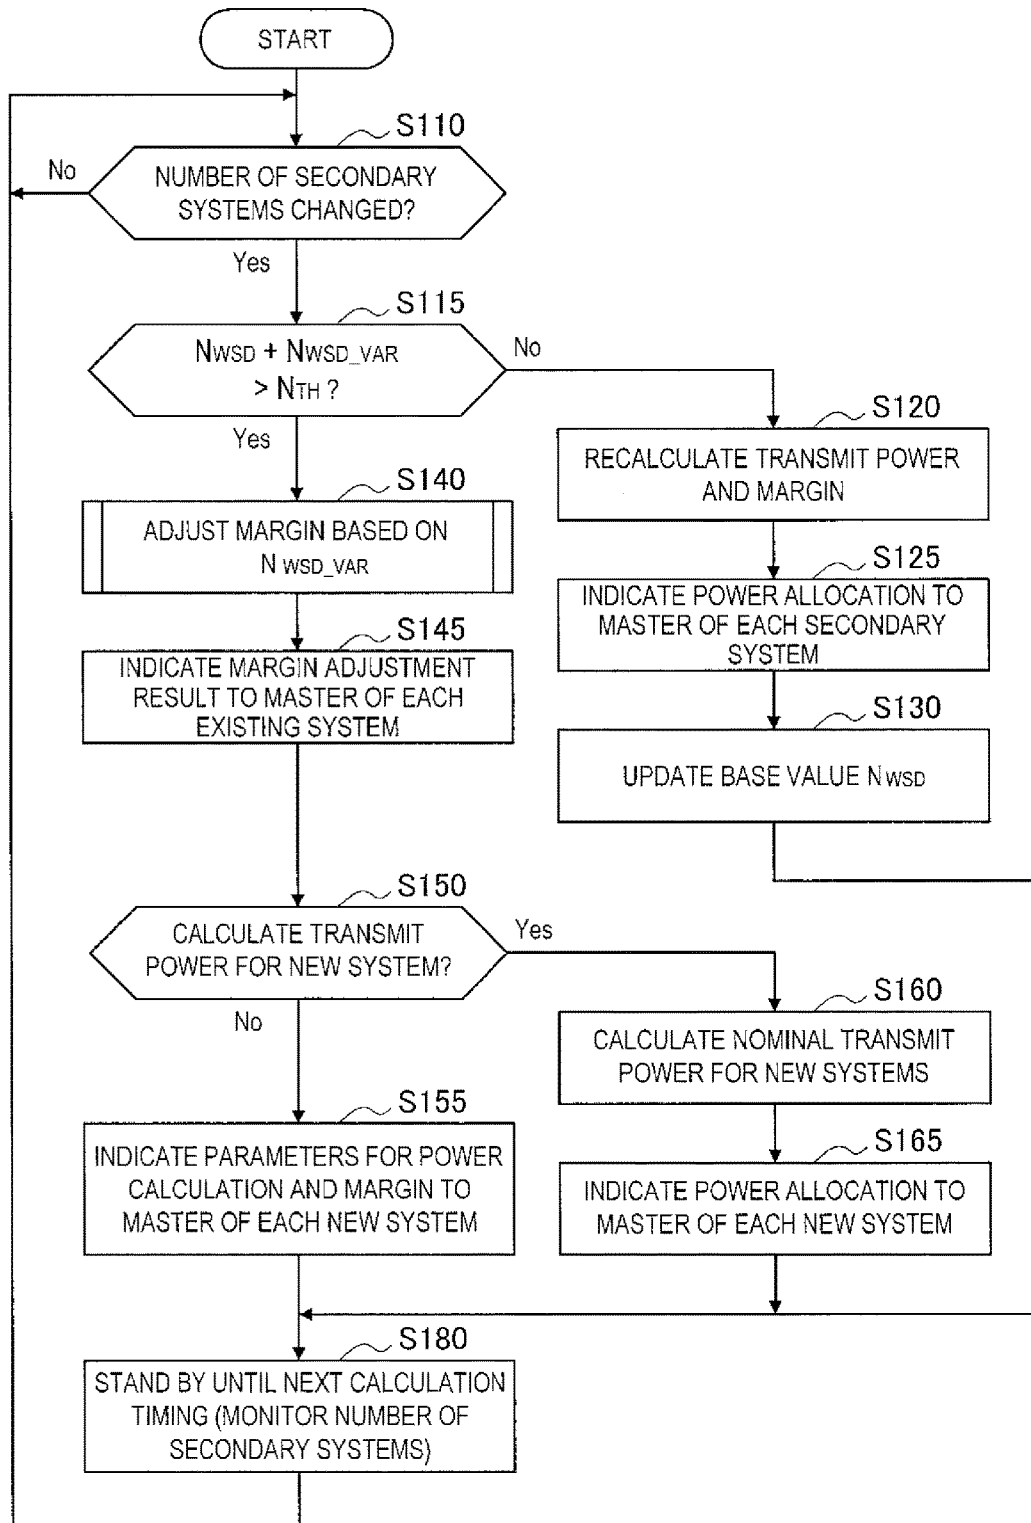 START
S110
No
NUMBER OF SECONDARY
SYSTEMS CHANGED?
Yes
S115
NWSD + NWSD_VAR
> NTH ?
No
Yes
S120
RECALCULATE TRANSMIT POWER
AND MARGIN
S140
ADJUST MARGIN BASED ON
N WSD_VAR
S125
INDICATE POWER ALLOCATION TO
MASTER OF EACH SECONDARY
SYSTEM
S145
INDICATE MARGIN ADJUSTMENT
RESULT TO MASTER OF EACH
EXISTING SYSTEM
S130
UPDATE BASE VALUE NWSD
S150
CALCULATE TRANSMIT
POWER FOR NEW SYSTEM?
Yes
No
S160
CALCULATE NOMINAL TRANSMIT
POWER FOR NEW SYSTEMS
S155
INDICATE PARAMETERS FOR POWER
CALCULATION AND MARGIN TO
MASTER OF EACH NEW SYSTEM
S165
INDICATE POWER ALLOCATION TO
MASTER OF EACH NEW SYSTEM
S180
STAND BY UNTIL NEXT CALCULATION
TIMING (MONITOR NUMBER OF
SECONDARY SYSTEMS)